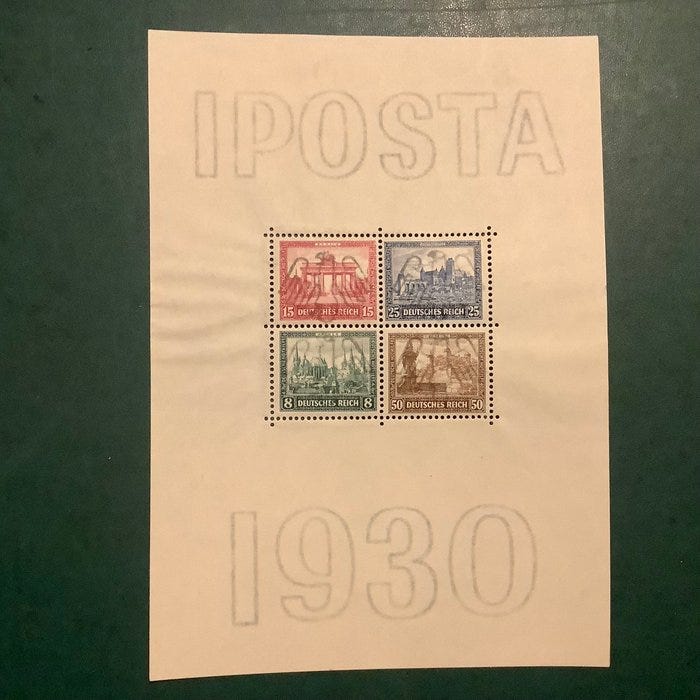 IPOSTA
15 DEUTSCHES REICH 15
25 DEUTSCHES REICH 25
8 DEUTSCHES REICH 8
50 DEUTSCHES REICH 50
1930